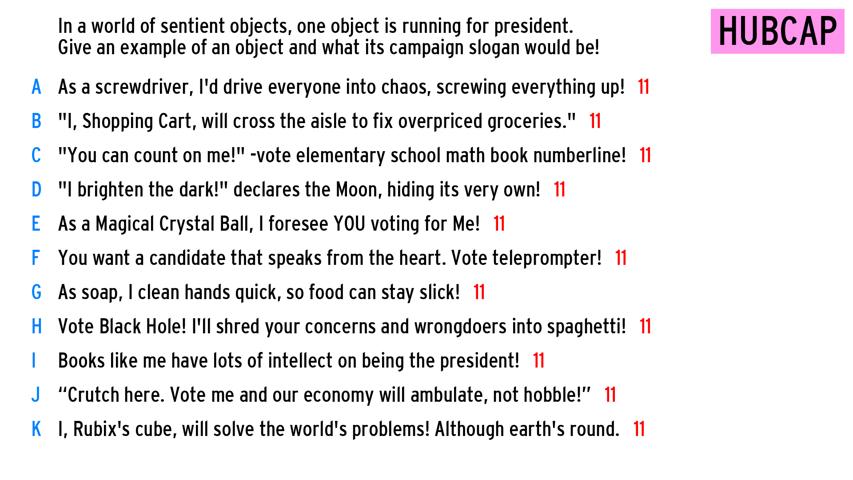 In a world of sentient objects, one object is running for president.
Give an example of an object and what its campaign slogan would be!
HUBCAP
A As a screwdriver, I'd drive everyone into chaos, screwing everything up! 11
B "I, Shopping Cart, will cross the aisle to fix overpriced groceries." 11
C "You can count on me!" -vote elementary school math book numberline! 11
D "I brighten the dark!" declares the Moon, hiding its very own! 11
E As a Magical Crystal Ball, I foresee YOU voting for Me! 11
F You want a candidate that speaks from the heart. Vote teleprompter! 11
G As soap, I clean hands quick, so food can stay slick! 11
H Vote Black Hole! I'll shred your concerns and wrongdoers into spaghetti! 11
I Books like me have lots of intellect on being the president! 11
J “Crutch here. Vote me and our economy will ambulate, not hobble!” 11
K I, Rubix's cube, will solve the world's problems! Although earth's round. 11